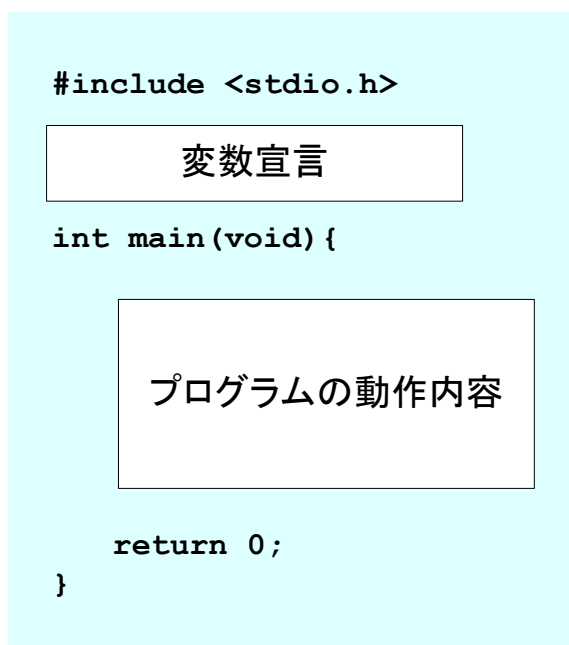 #include <stdio.h>
変数宣言
int main(void){
プログラムの動作内容
return 0;
}